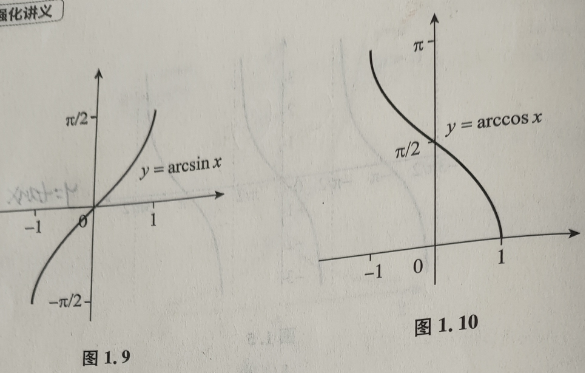 强化讲义
π/2
y = arcsin x
−1
0
1
−π/2
图 1.9
π
y = arccos x
π/2
−1
0
1
图 1.10